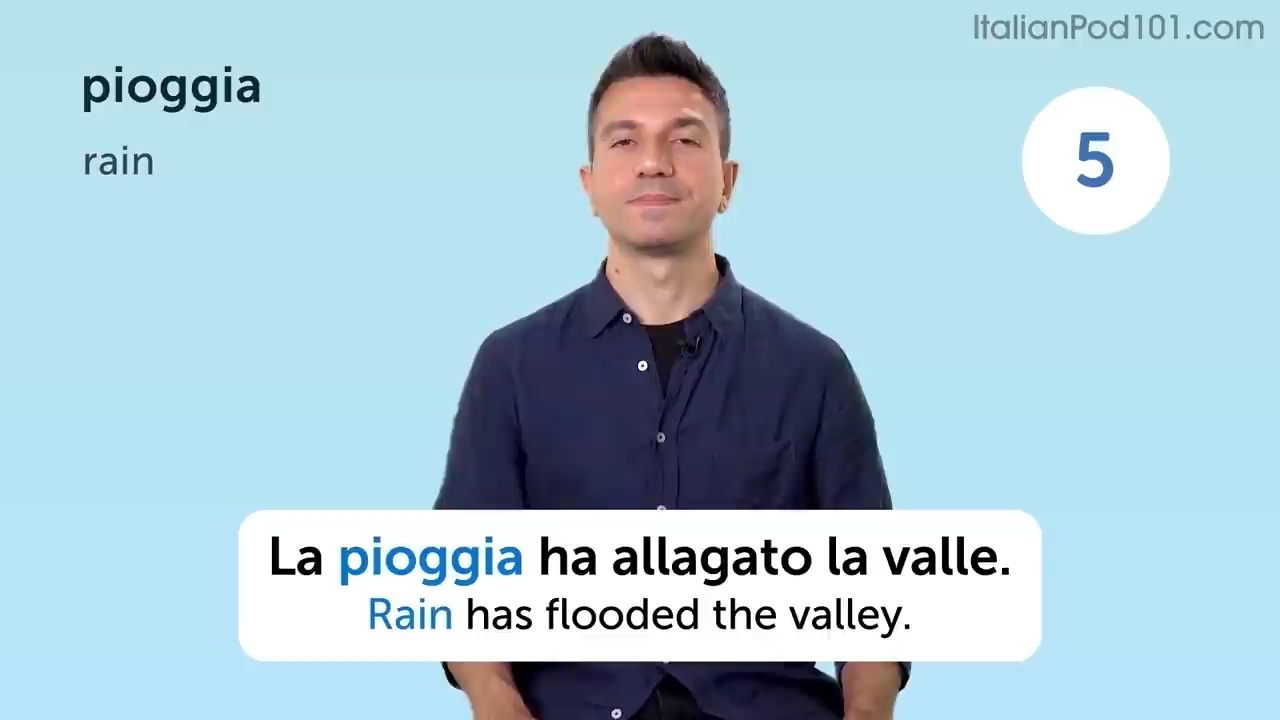 ItalianPod101.com
pioggia
rain
5
La pioggia ha allagato la valle.
Rain has flooded the valley.